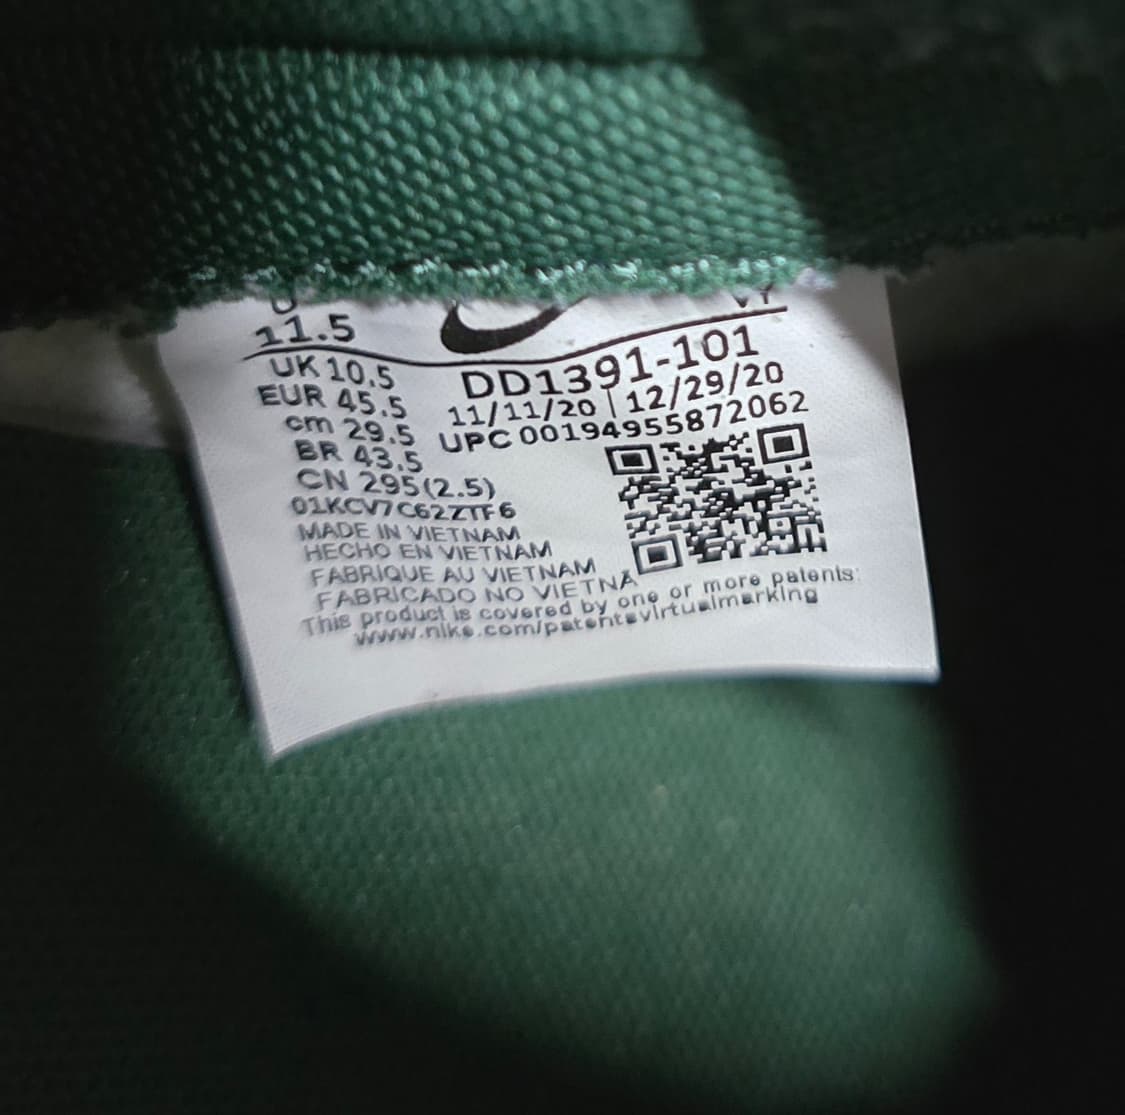 11.5
UK 10.5
EUR 45.5
cm 29.5
BR 43.5
CN 295(2.5)
01KCV7C62ZTF6
MADE IN VIETNAM
HECHO EN VIETNAM
FABRIQUE AU VIETNAM
FABRICADO NO VIETNÃ
VT
DD1391-101
11/11/20 | 12/29/20
UPC 00194955872062
This product is covered by one or more patents:
www.nike.com/patentsvirtualmarking